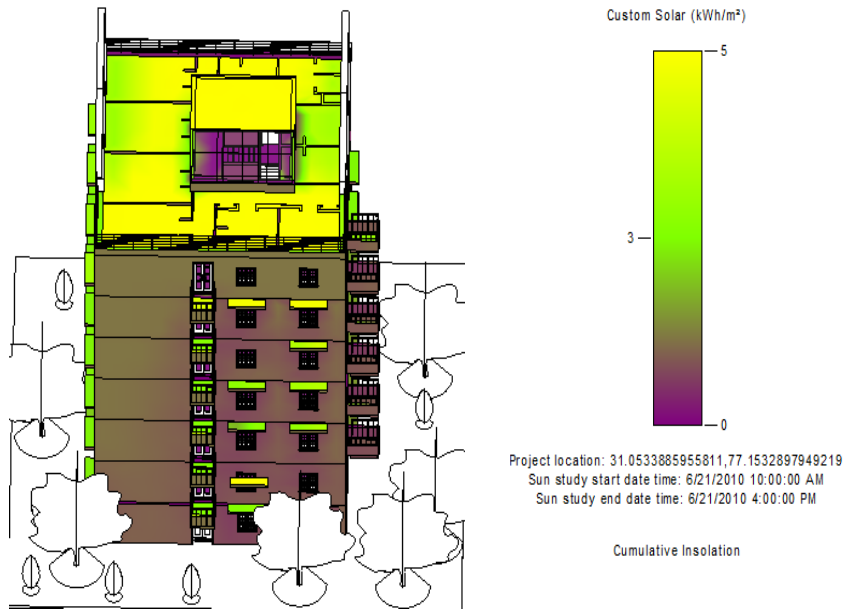 Custom Solar (kWh/m²)
5
3
0
Project location: 31.0533885955811,77.1532897949219
Sun study start date time: 6/21/2010 10:00:00 AM
Sun study end date time: 6/21/2010 4:00:00 PM
Cumulative Insolation